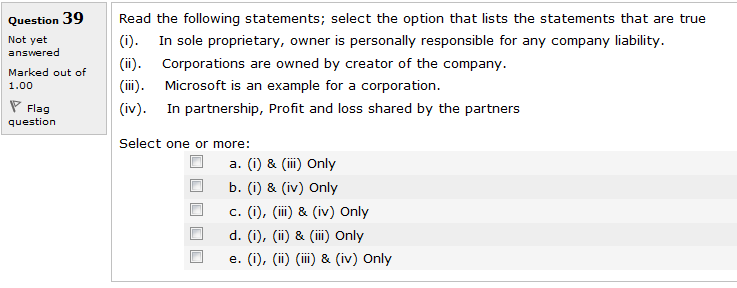 Question 39
Not yet
answered
Marked out of
1.00
Flag
question
Read the following statements; select the option that lists the statements that are true
(i). In sole proprietary, owner is personally responsible for any company liability.
(ii). Corporations are owned by creator of the company.
(iii). Microsoft is an example for a corporation.
(iv). In partnership, Profit and loss shared by the partners
Select one or more:
a. (i) & (iii) Only
b. (i) & (iv) Only
c. (i), (iii) & (iv) Only
d. (i), (ii) & (iii) Only
e. (i), (ii) (iii) & (iv) Only